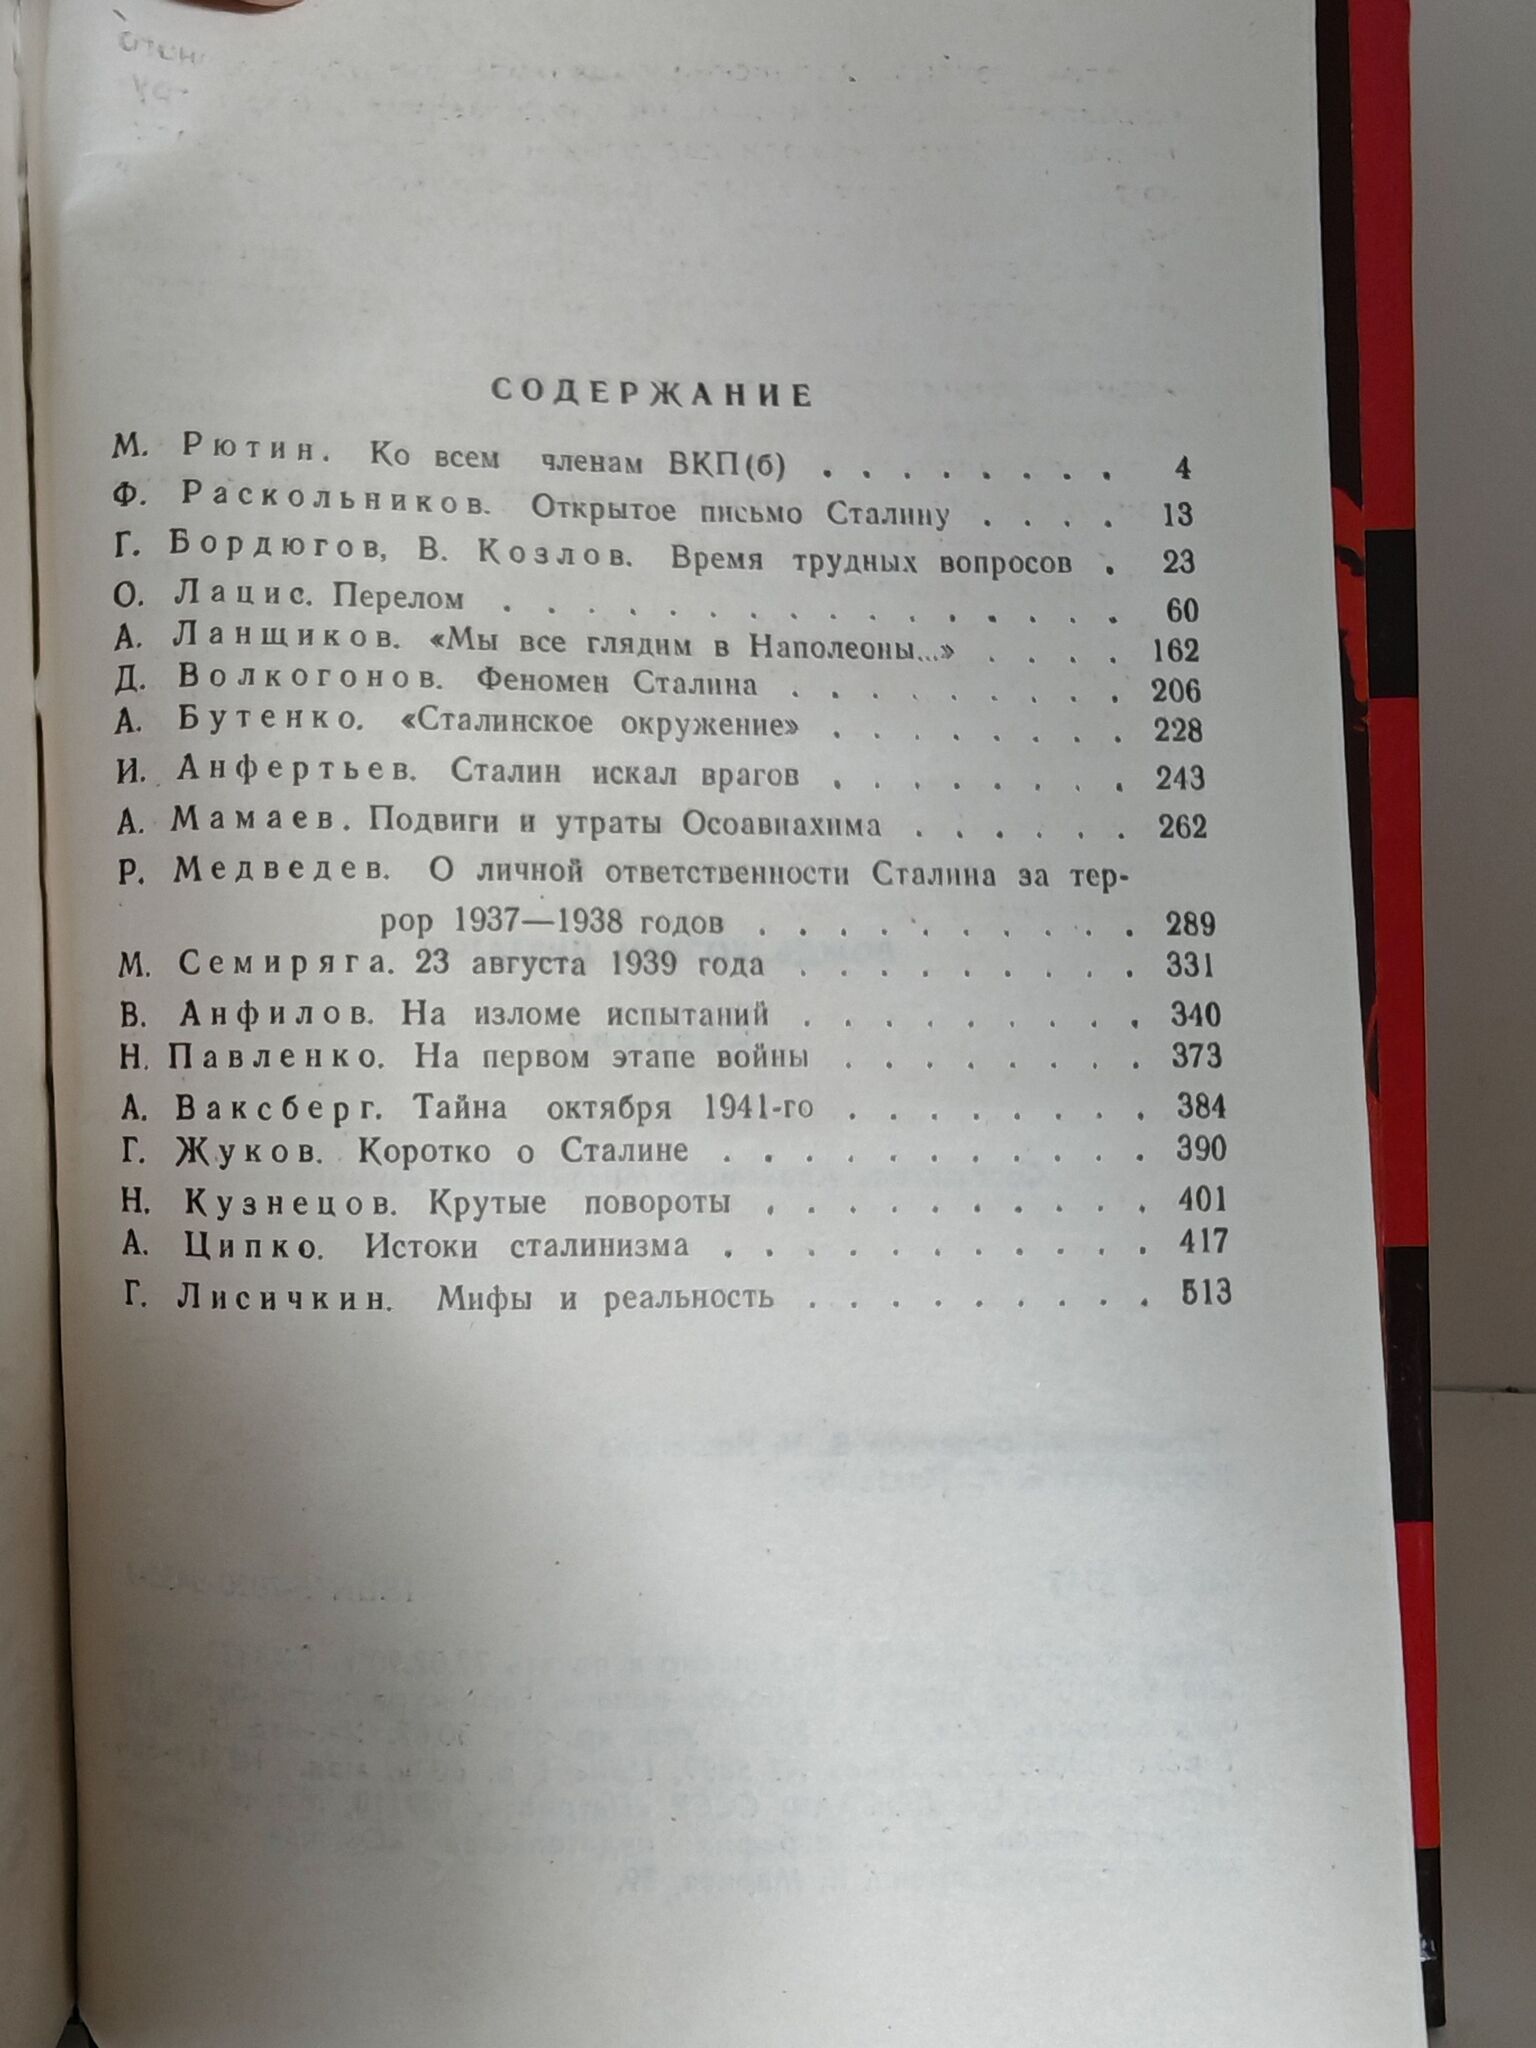 СОДЕРЖАНИЕ
М. Рютин. Ко всем членам ВКП(б) . . . . . . . . 4
Ф. Раскольников. Открытое письмо Сталину . . . . 13
Г. Бордюгов, В. Козлов. Время трудных вопросов . 23
О. Лацис. Перелом . . . . . . . . . . . . . . . . 60
А. Ланщиков. «Мы все глядим в Наполеоны...» . . . . 162
Д. Волкогонов. Феномен Сталина . . . . . . . . . 206
А. Бутенко. «Сталинское окружение» . . . . . . . . 228
И. Анфертьев. Сталин искал врагов . . . . . . . . 243
А. Мамаев. Подвиги и утраты Осоавиахима . . . . . . 262
Р. Медведев. О личной ответственности Сталина за тер-
рор 1937—1938 годов . . . . . . . . . . 289
М. Семиряга. 23 августа 1939 года . . . . . . . . . 331
В. Анфилов. На изломе испытаний . . . . . . . . . 340
Н. Павленко. На первом этапе войны . . . . . . . . 373
А. Ваксберг. Тайна октября 1941-го . . . . . . . . 384
Г. Жуков. Коротко о Сталине . . . . . . . . . . . 390
Н. Кузнецов. Крутые повороты . . . . . . . . . . 401
А. Ципко. Истоки сталинизма . . . . . . . . . . . 417
Г. Лисичкин. Мифы и реальность . . . . . . . . . 513